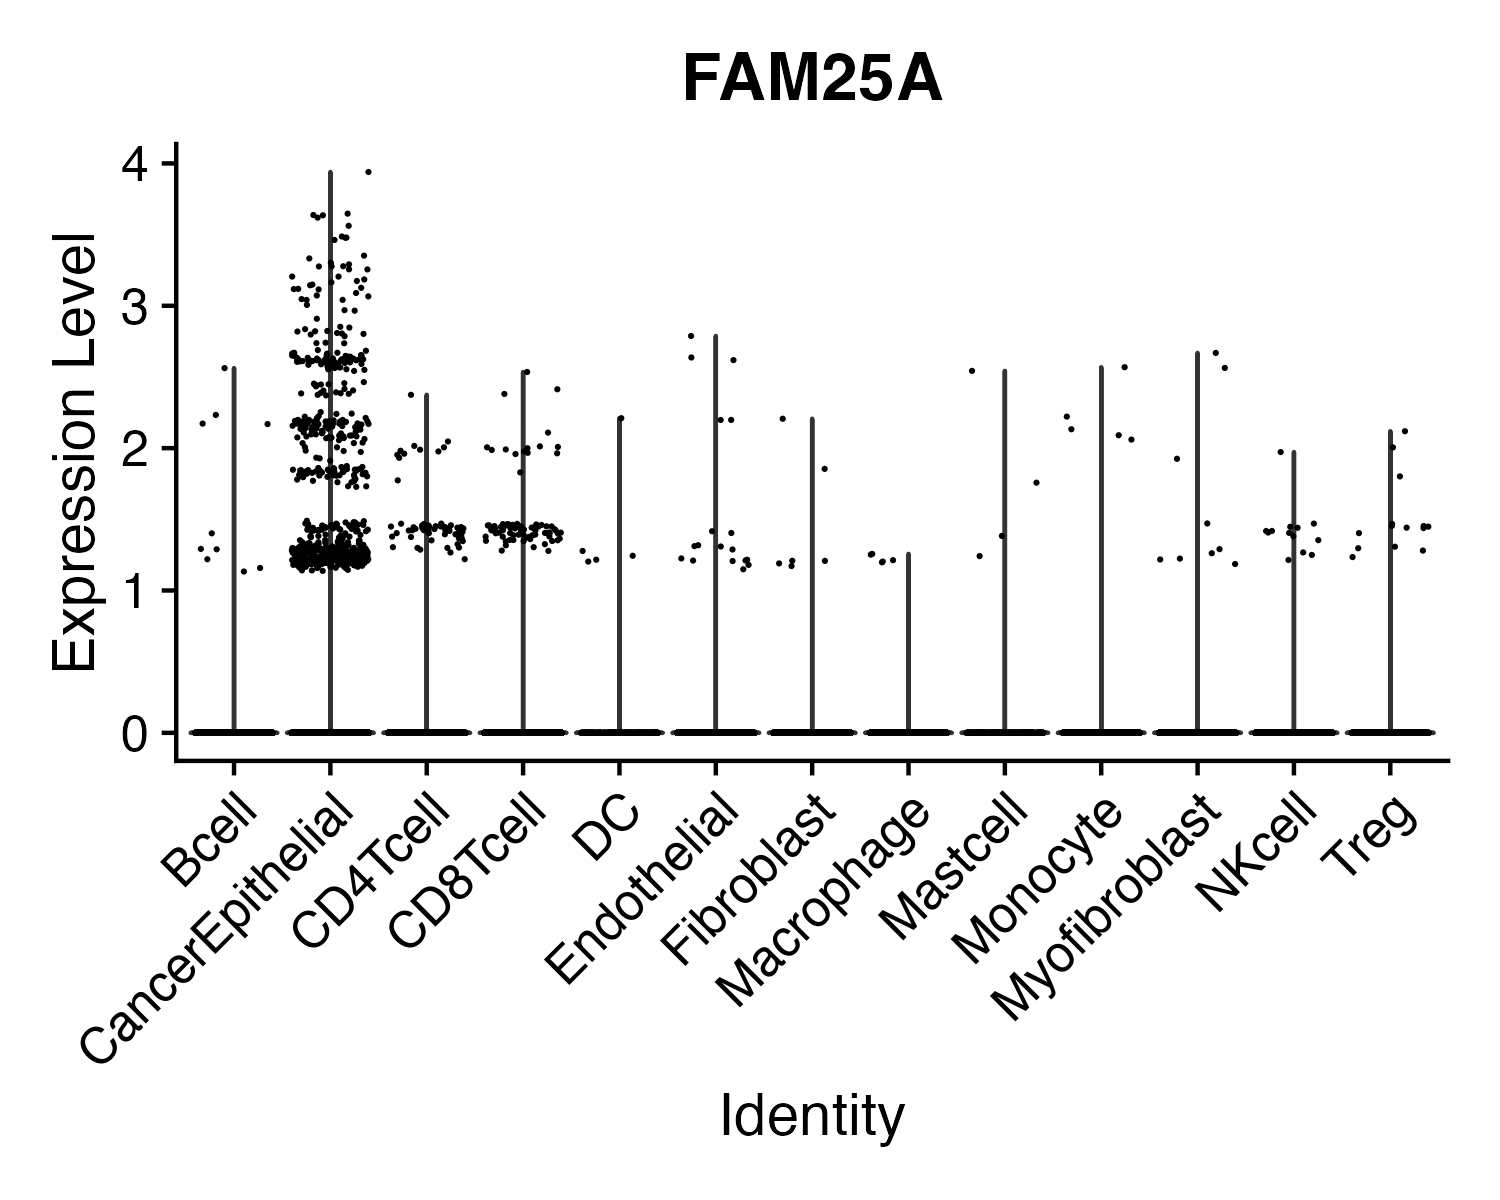 FAM25A
Expression Level
4
3
2
1
0
Bcell
CancerEpithelial
CD4Tcell
CD8Tcell
DC
Endothelial
Fibroblast
Macrophage
Mastcell
Monocyte
Myofibroblast
NKcell
Treg
Identity